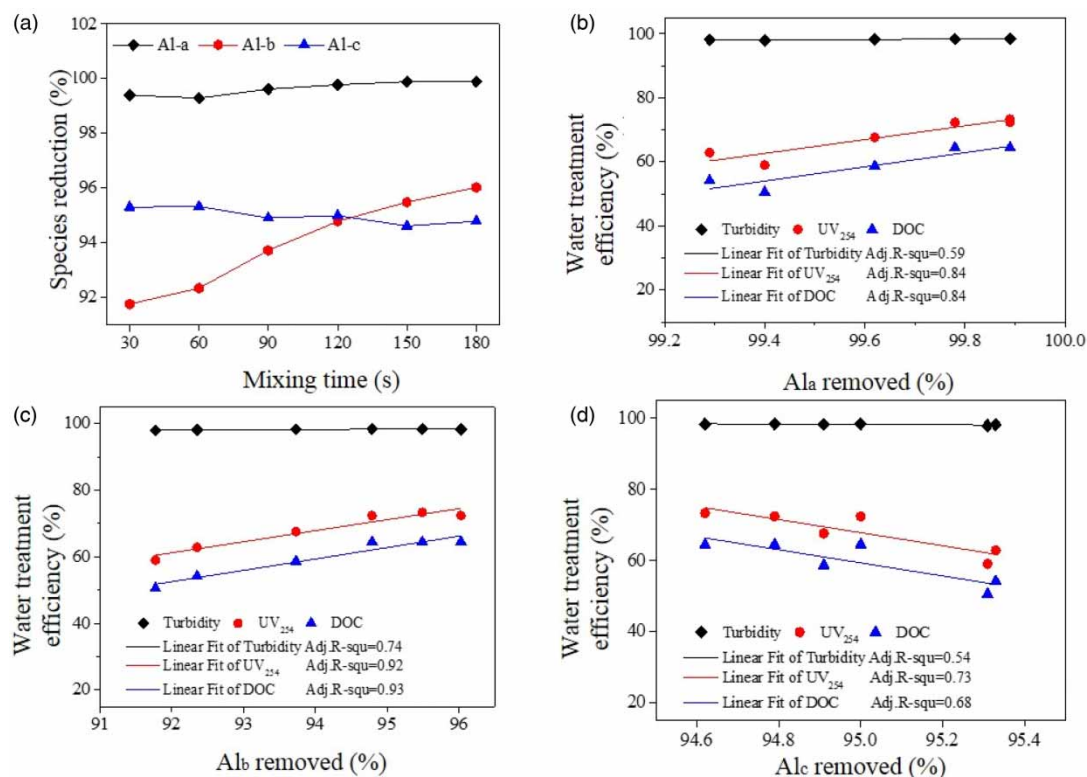 (a)
102
100
98
96
94
92
Species reduction (%)
Al-a Al-b Al-c
30 60 90 120 150 180
Mixing time (s)
(b)
100
80
60
40
20
Water treatment
efficiency (%)
Turbidity UV254 DOC
Linear Fit of Turbidity Adj.R-squ=0.59
Linear Fit of UV254 Adj.R-squ=0.84
Linear Fit of DOC Adj.R-squ=0.84
99.2 99.4 99.6 99.8 100.0
Ala removed (%)
(c)
100
80
60
40
20
Water treatment
efficiency (%)
Turbidity UV254 DOC
Linear Fit of Turbidity Adj.R-squ=0.74
Linear Fit of UV254 Adj.R-squ=0.92
Linear Fit of DOC Adj.R-squ=0.93
91 92 93 94 95 96
Alb removed (%)
(d)
100
80
60
40
20
Water treatment
efficiency (%)
Turbidity UV254 DOC
Linear Fit of Turbidity Adj.R-squ=0.54
Linear Fit of UV254 Adj.R-squ=0.73
Linear Fit of DOC Adj.R-squ=0.68
94.6 94.8 95.0 95.2 95.4
Alc removed (%)